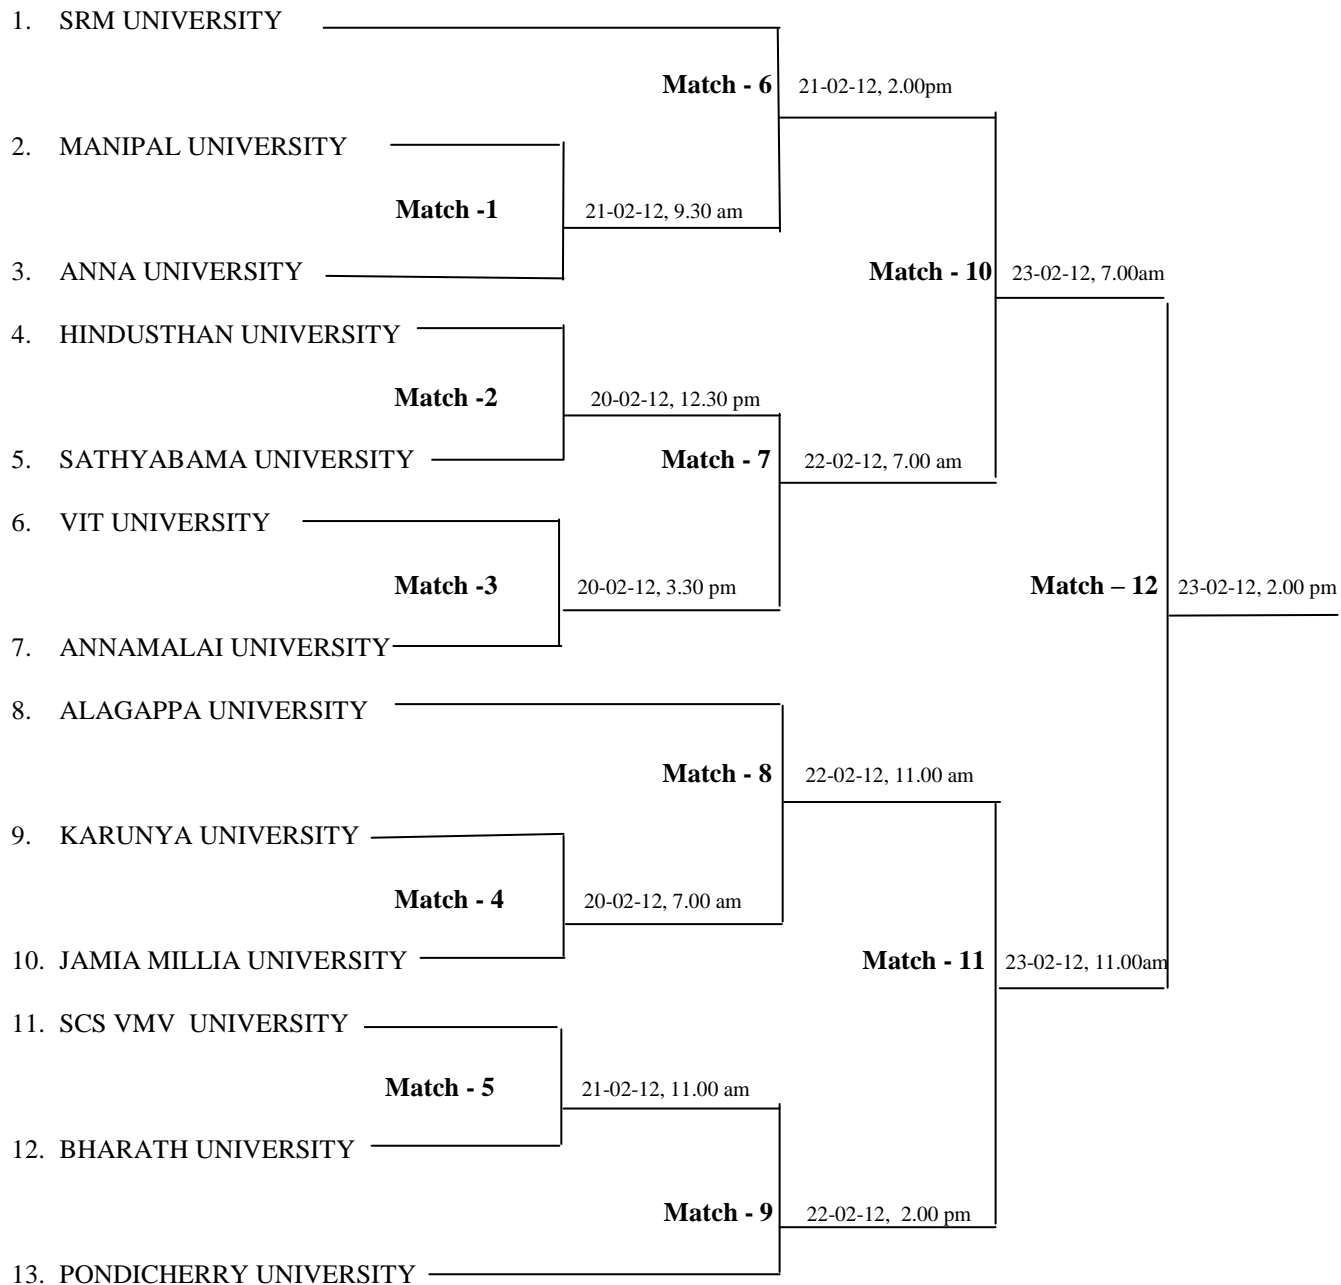 1. SRM UNIVERSITY
Match - 6 21-02-12, 2.00pm
2. MANIPAL UNIVERSITY
Match -1 21-02-12, 9.30 am
3. ANNA UNIVERSITY
Match - 10 23-02-12, 7.00am
4. HINDUSTHAN UNIVERSITY
Match -2 20-02-12, 12.30 pm
5. SATHYABAMA UNIVERSITY
Match - 7 22-02-12, 7.00 am
6. VIT UNIVERSITY
Match -3 20-02-12, 3.30 pm
Match – 12 23-02-12, 2.00 pm
7. ANNAMALAI UNIVERSITY
8. ALAGAPPA UNIVERSITY
Match - 8 22-02-12, 11.00 am
9. KARUNYA UNIVERSITY
Match - 4 20-02-12, 7.00 am
10. JAMIA MILLIA UNIVERSITY
Match - 11 23-02-12, 11.00am
11. SCS VMV UNIVERSITY
Match - 5 21-02-12, 11.00 am
12. BHARATH UNIVERSITY
Match - 9 22-02-12, 2.00 pm
13. PONDICHERRY UNIVERSITY